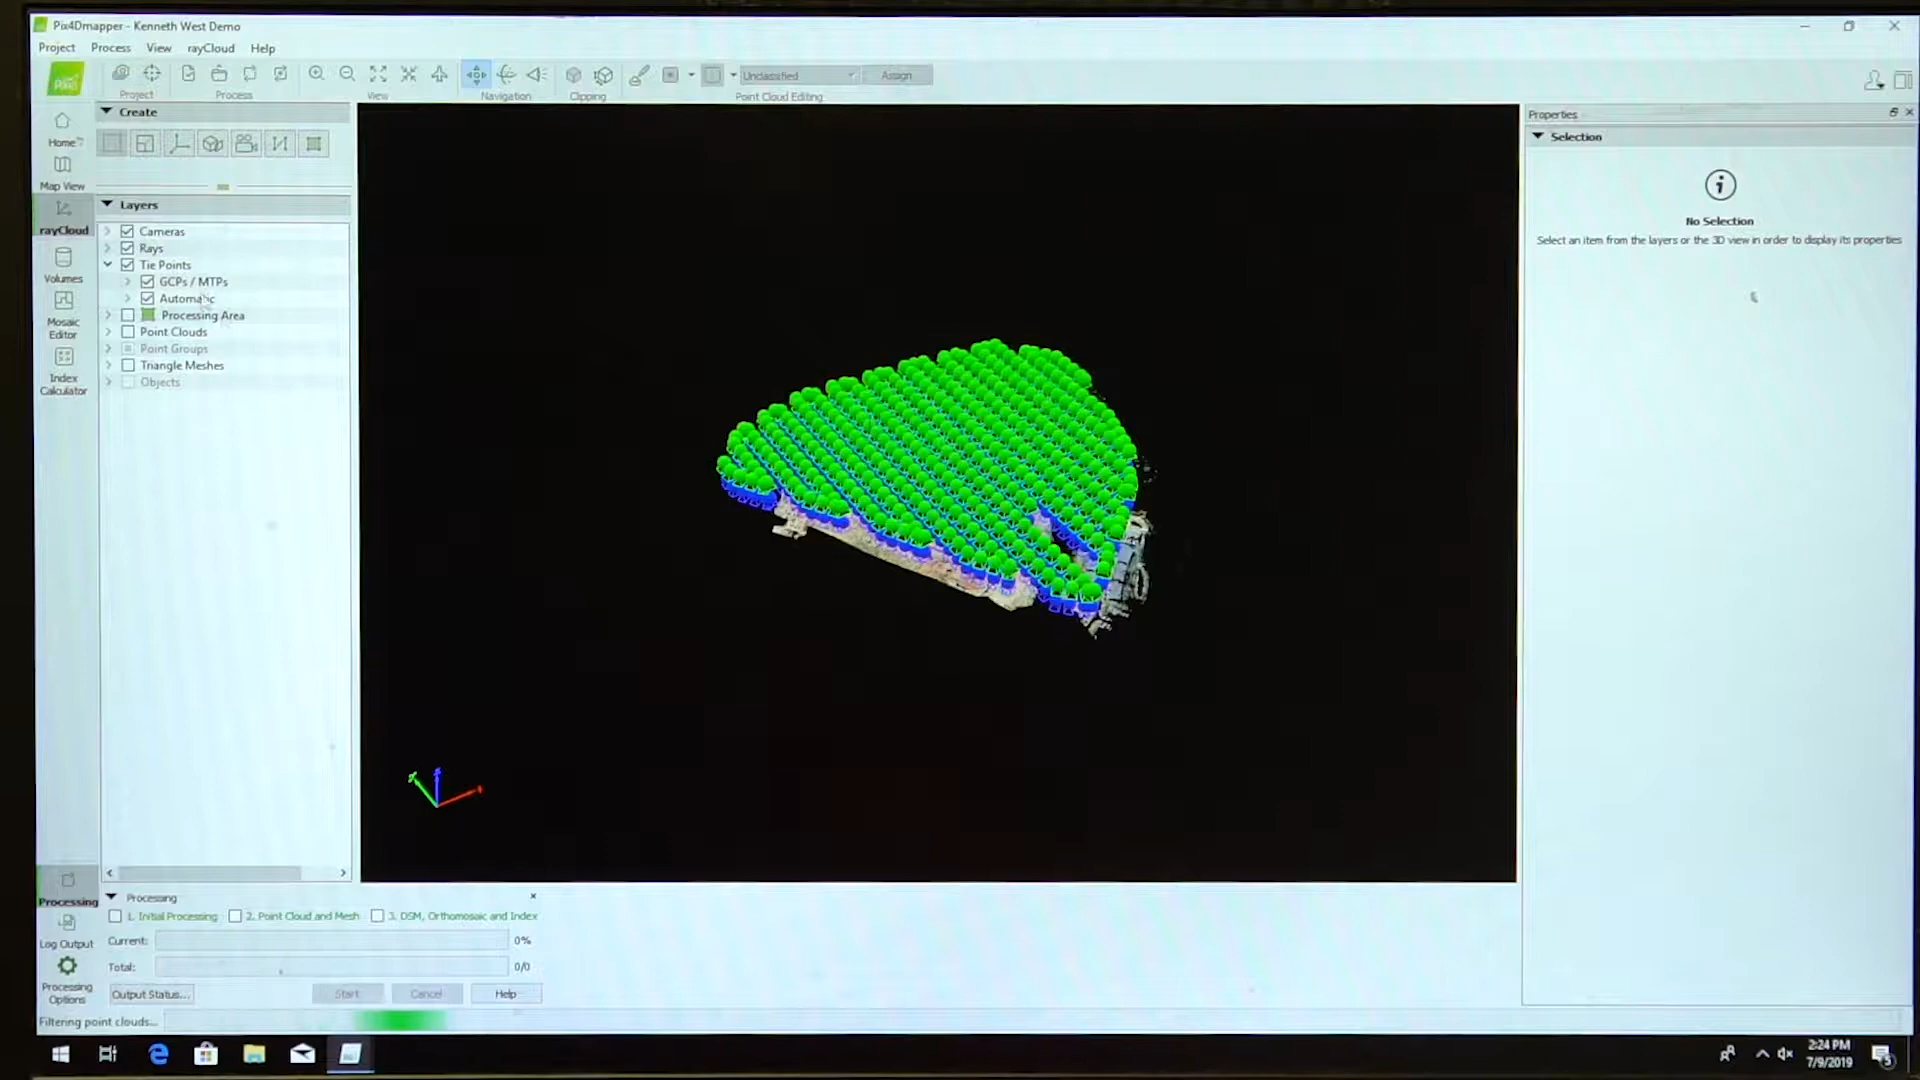 Pix4Dmapper - Kenneth West Demo
Project Process View rayCloud Help
Unclassified Assign
Project Process View Navigation Clipping Point Cloud Editing
Create
Home
Map View
rayCloud
Volumes
Mosaic
Editor
Index
Calculator
Layers
Cameras
Rays
Tie Points
GCPs / MTPs
Automatic
Processing Area
Point Clouds
Point Groups
Triangle Meshes
Objects
Properties
Selection
No Selection
Select an item from the layers or the 3D view in order to display its properties
Processing
Log Output
Processing
Options
Processing
1. Initial Processing 2. Point Cloud and Mesh 3. DSM, Orthomosaic and Index
Current: 0%
Total: 0/0
Output Status... Start Cancel Help
Filtering point clouds...
2:24 PM
7/9/2019